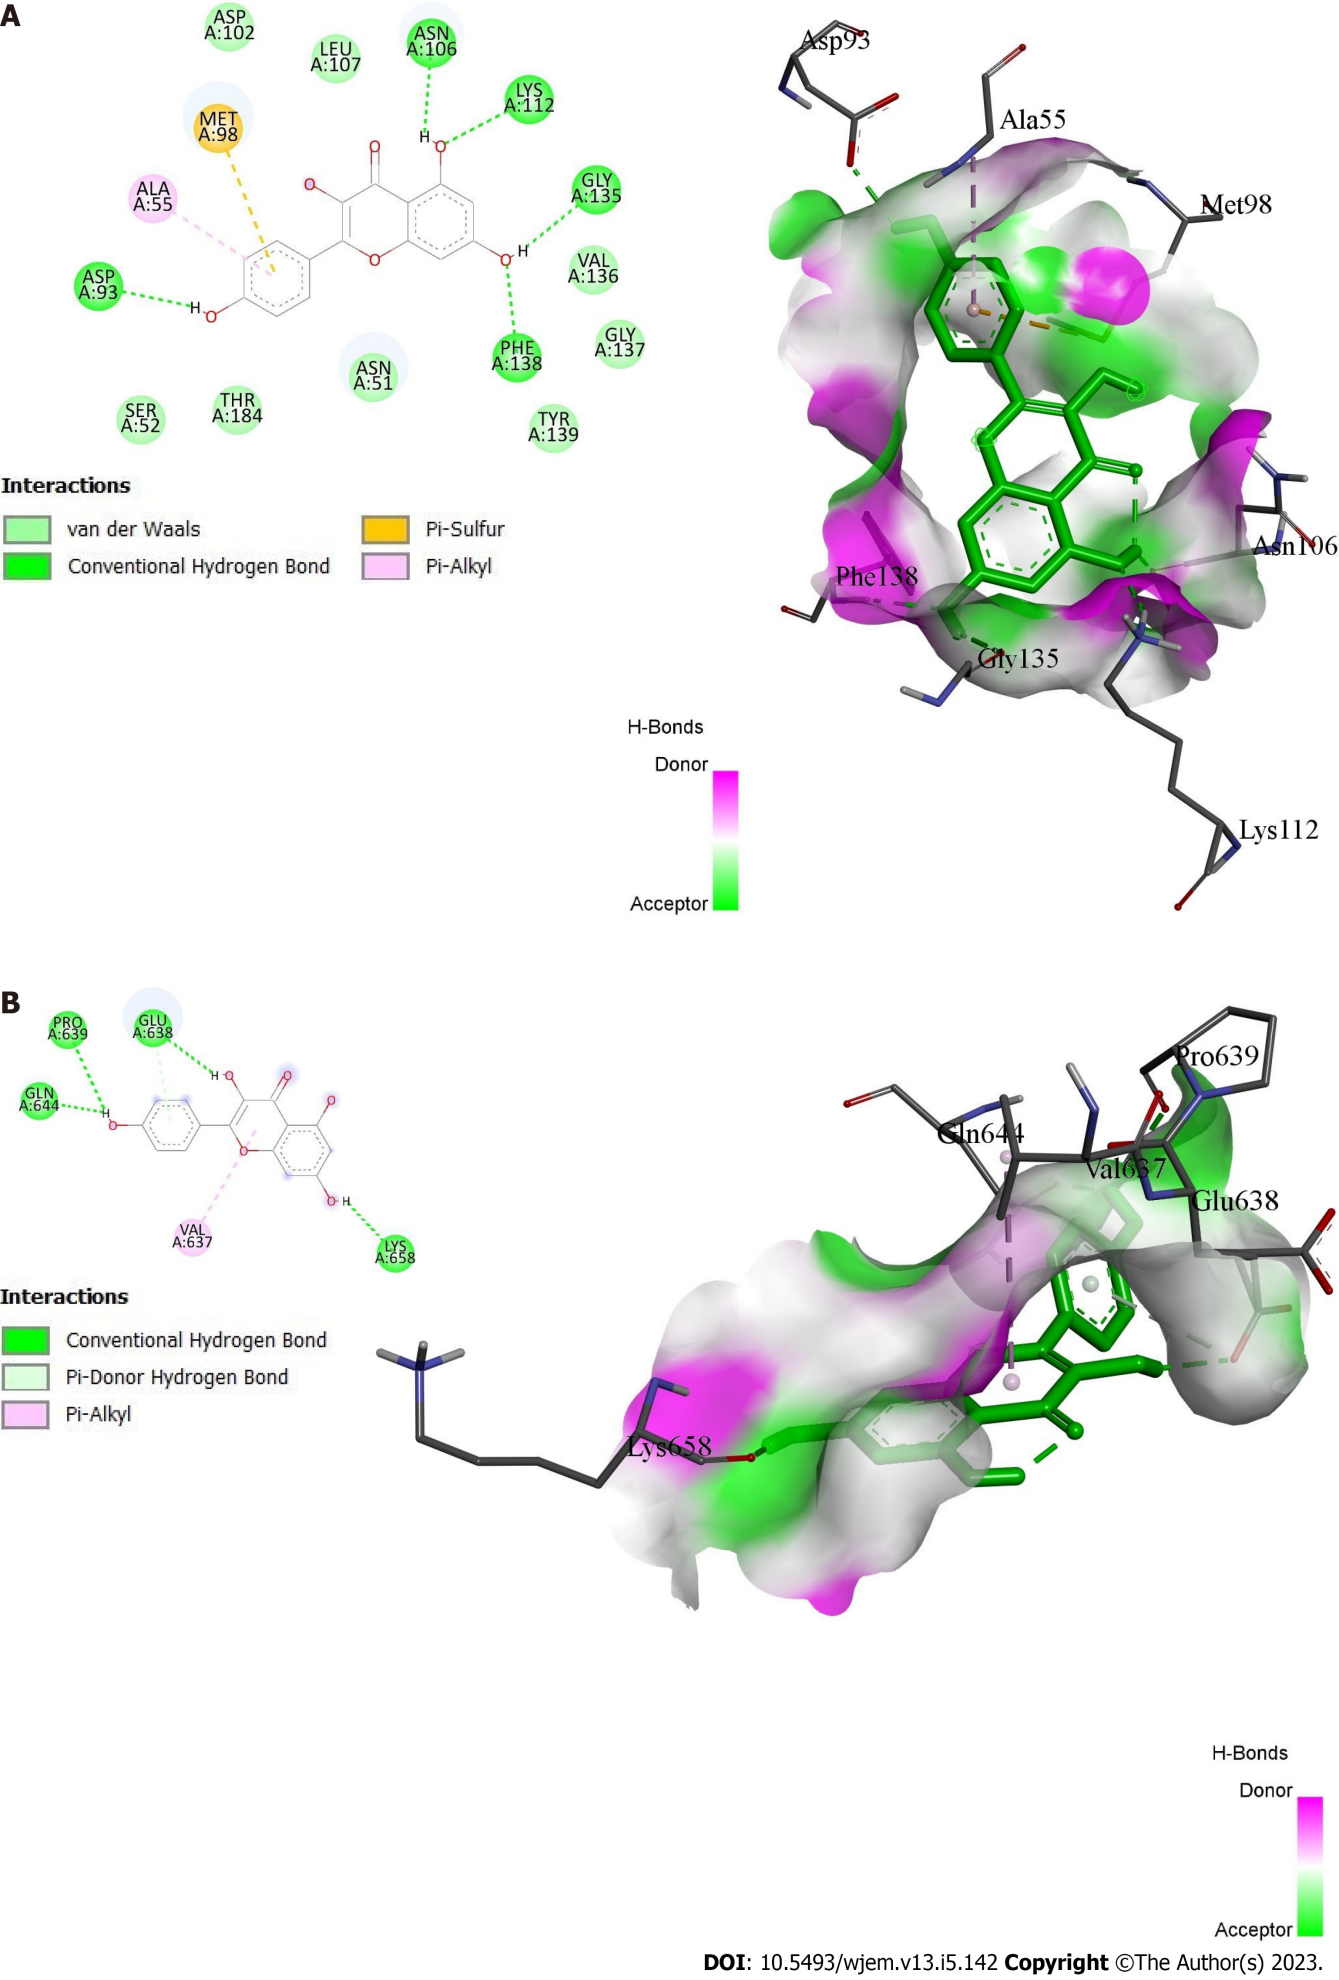 A
ASP
A:102
LEU
A:107
ASN
A:106
LYS
A:112
MET
A:98
ALA
A:55
GLY
A:135
ASP
A:93
VAL
A:136
GLY
A:137
PHE
A:138
ASN
A:51
SER
A:52
THR
A:184
TYR
A:139
H
O
O
O
H
O
O
H
O
Interactions
van der Waals
Conventional Hydrogen Bond
Pi-Sulfur
Pi-Alkyl
Asp93
Ala55
Met98
Asn106
Phe138
Gly135
Lys112
H-Bonds
Donor
Acceptor
B
PRO
A:639
GLU
A:638
GLN
A:644
VAL
A:637
LYS
A:658
H
O
O
O
H
O
O
O
H
Interactions
Conventional Hydrogen Bond
Pi-Donor Hydrogen Bond
Pi-Alkyl
Pro639
Gln644
Val637
Glu638
Lys658
H-Bonds
Donor
Acceptor
DOI: 10.5493/wjem.v13.i5.142 Copyright ©The Author(s) 2023.